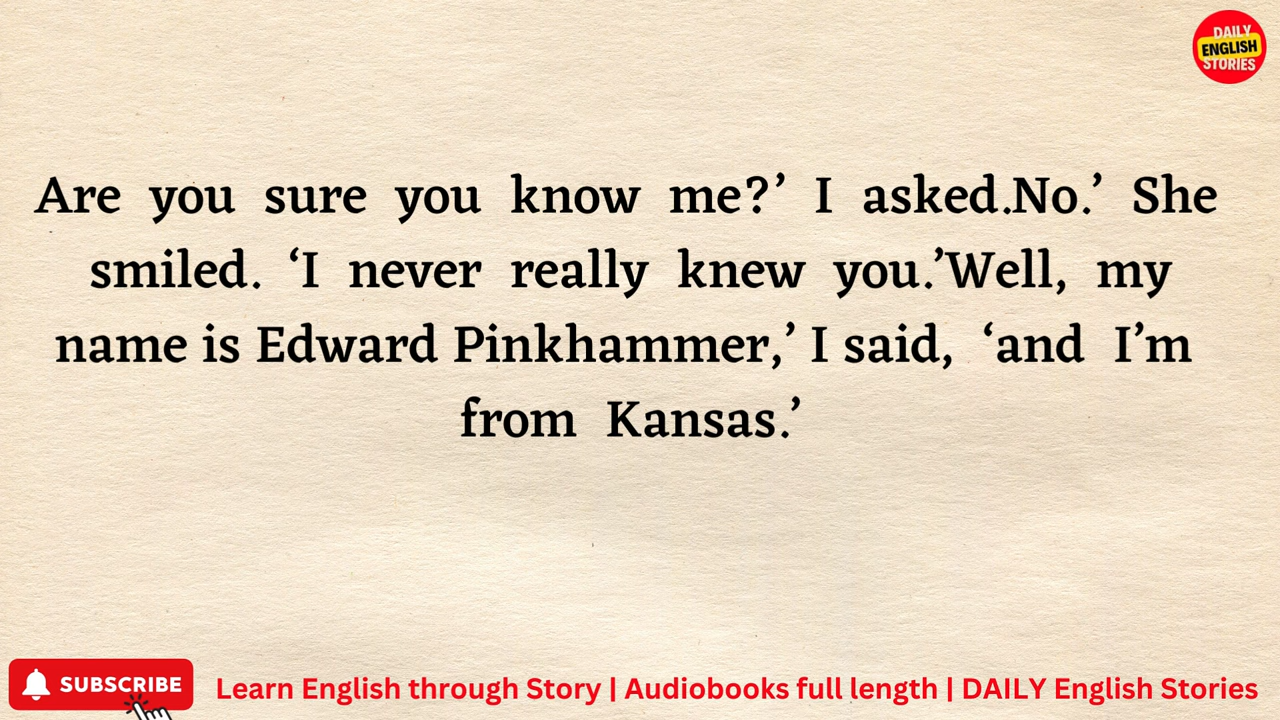 DAILY
ENGLISH
STORIES
Are you sure you know me?’ I asked.No.’ She
smiled. ‘I never really knew you.’Well, my
name is Edward Pinkhammer,’ I said, ‘and I’m
from Kansas.’
SUBSCRIBE
Learn English through Story | Audiobooks full length | DAILY English Stories